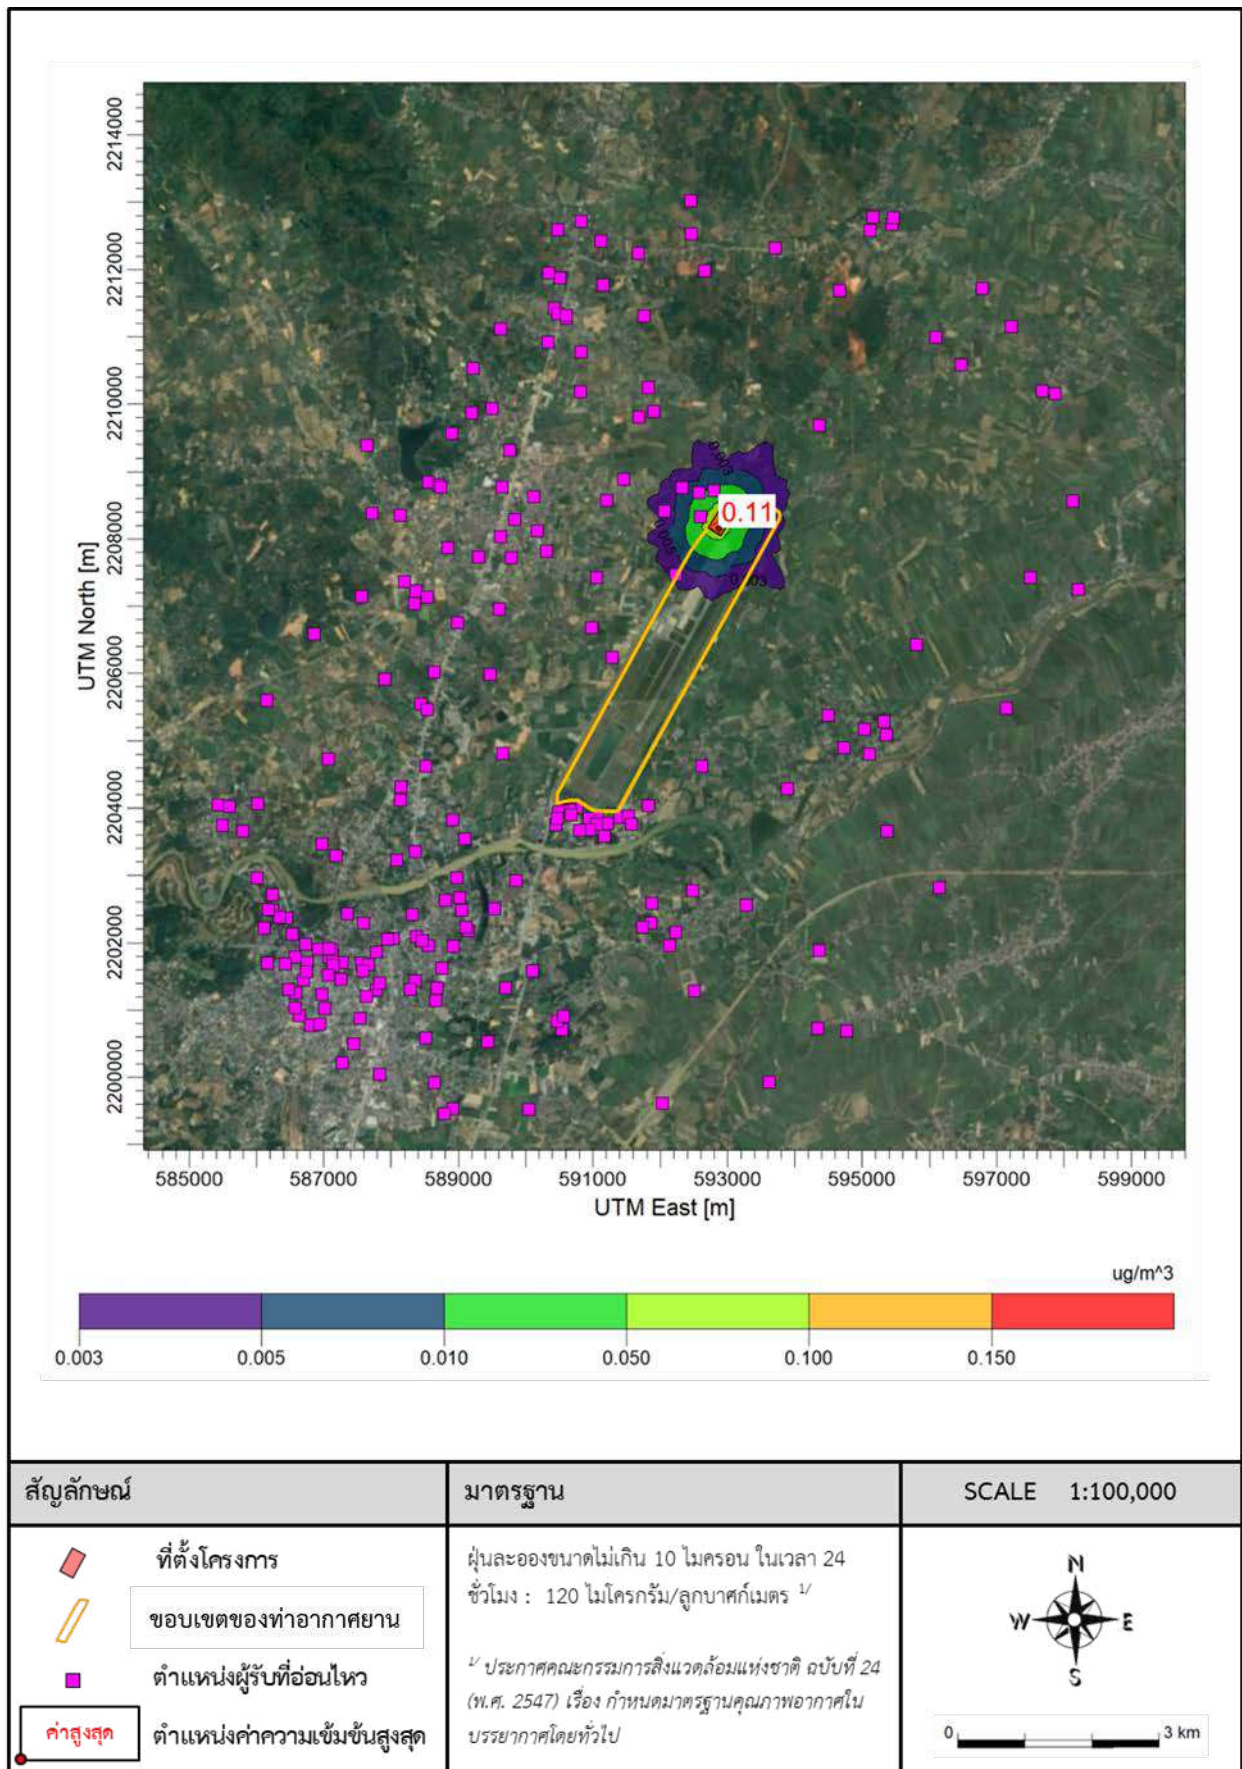 UTM North [m]
2214000
2212000
2210000
2208000
2206000
2204000
2202000
2200000
0.003
0.11
0.005
0.003
585000 587000 589000 591000 593000 595000 597000 599000
UTM East [m]
ug/m^3
0.003 0.005 0.010 0.050 0.100 0.150
สัญลักษณ์
ที่ตั้งโครงการ
ขอบเขตของท่าอากาศยาน
ตำแหน่งผู้รับที่อ่อนไหว
ค่าสูงสุด ตำแหน่งค่าความเข้มข้นสูงสุด
มาตรฐาน
ฝุ่นละอองขนาดไม่เกิน 10 ไมครอน ในเวลา 24
ชั่วโมง : 120 ไมโครกรัม/ลูกบาศก์เมตร 1/
1/ ประกาศคณะกรรมการสิ่งแวดล้อมแห่งชาติ ฉบับที่ 24
(พ.ศ. 2547) เรื่อง กำหนดมาตรฐานคุณภาพอากาศใน
บรรยากาศโดยทั่วไป
SCALE 1:100,000
N
W E
S
0 3 km